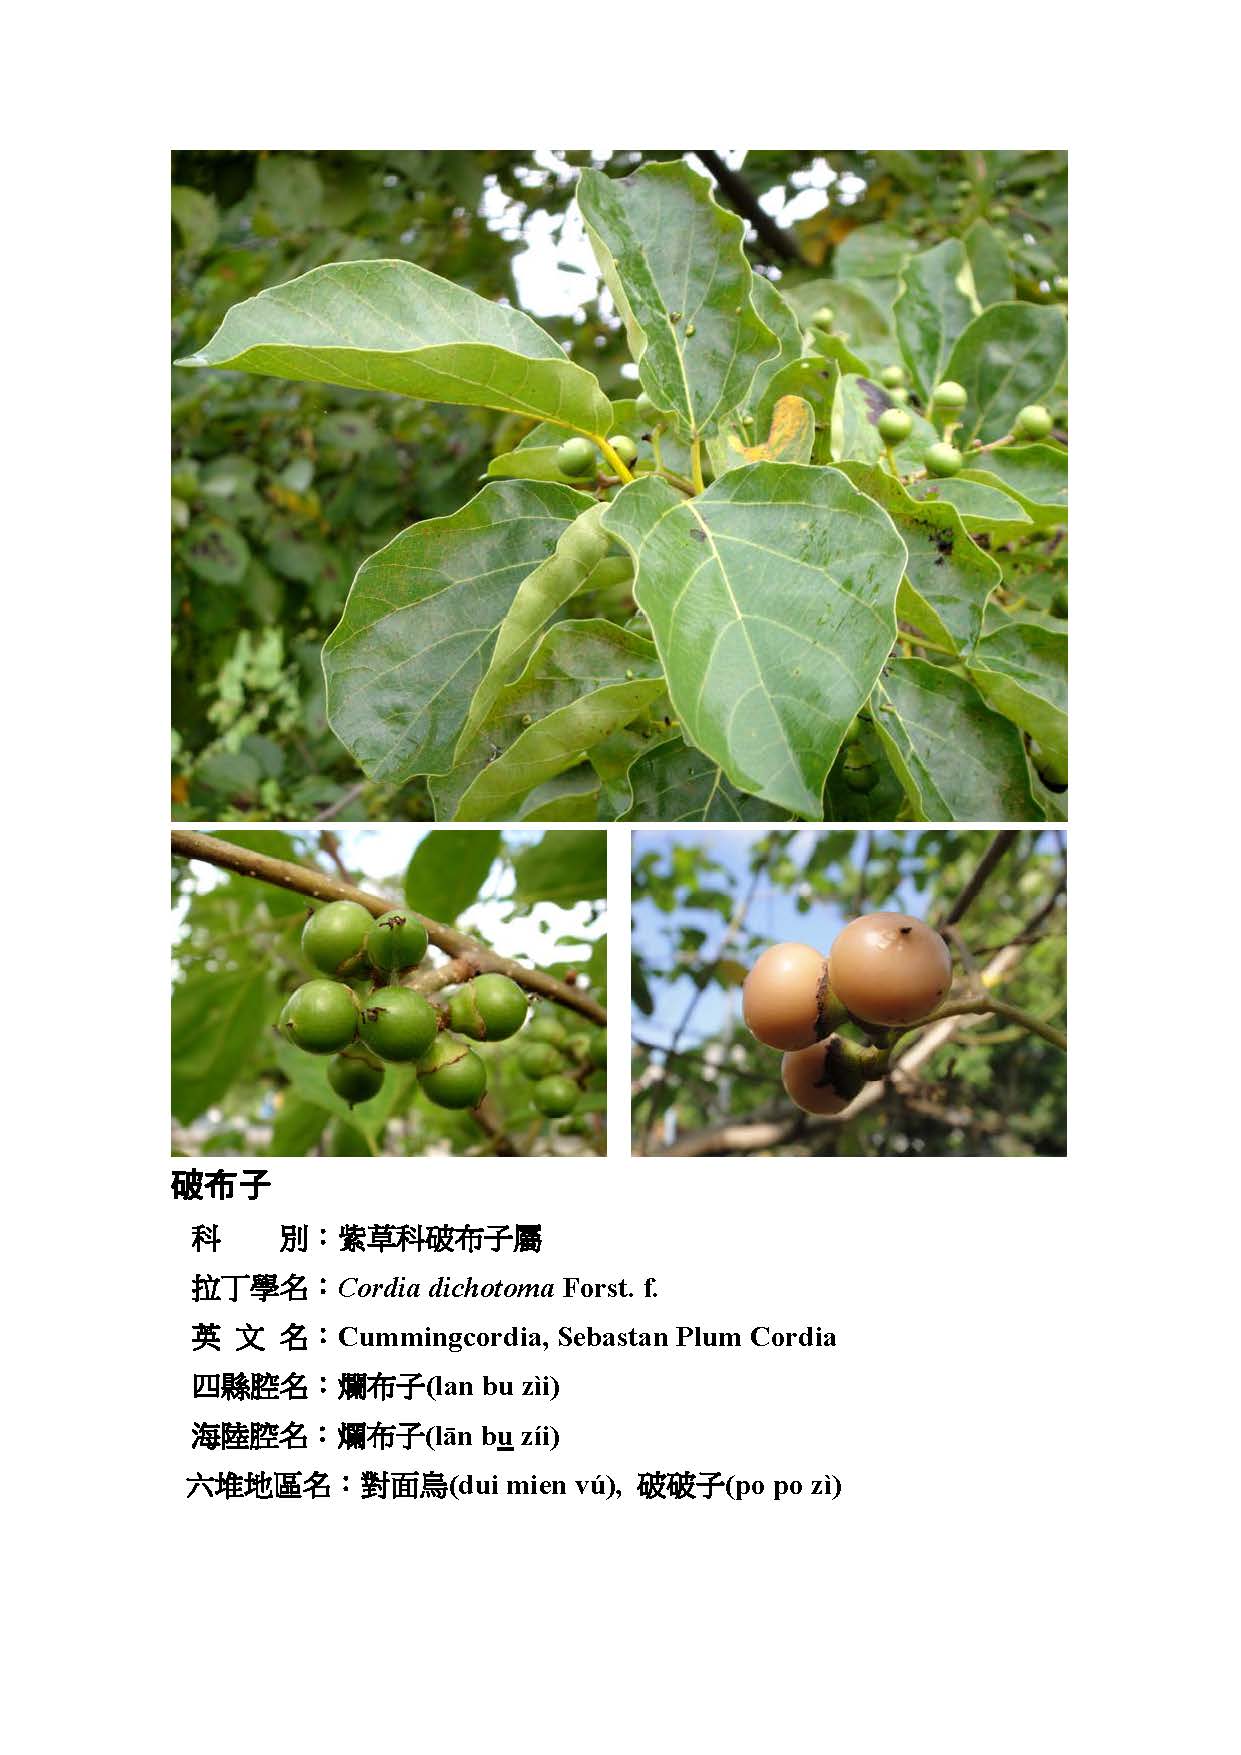 破布子
科　　別：紫草科破布子屬
拉丁學名：Cordia dichotoma Forst. f.
英 文 名：Cummingcordia, Sebastan Plum Cordia
四縣腔名：爛布子(lan bu zìi)
海陸腔名：爛布子(lān bu zíi)
六堆地區名：對面烏(dui mien vú), 破破子(po po zì)